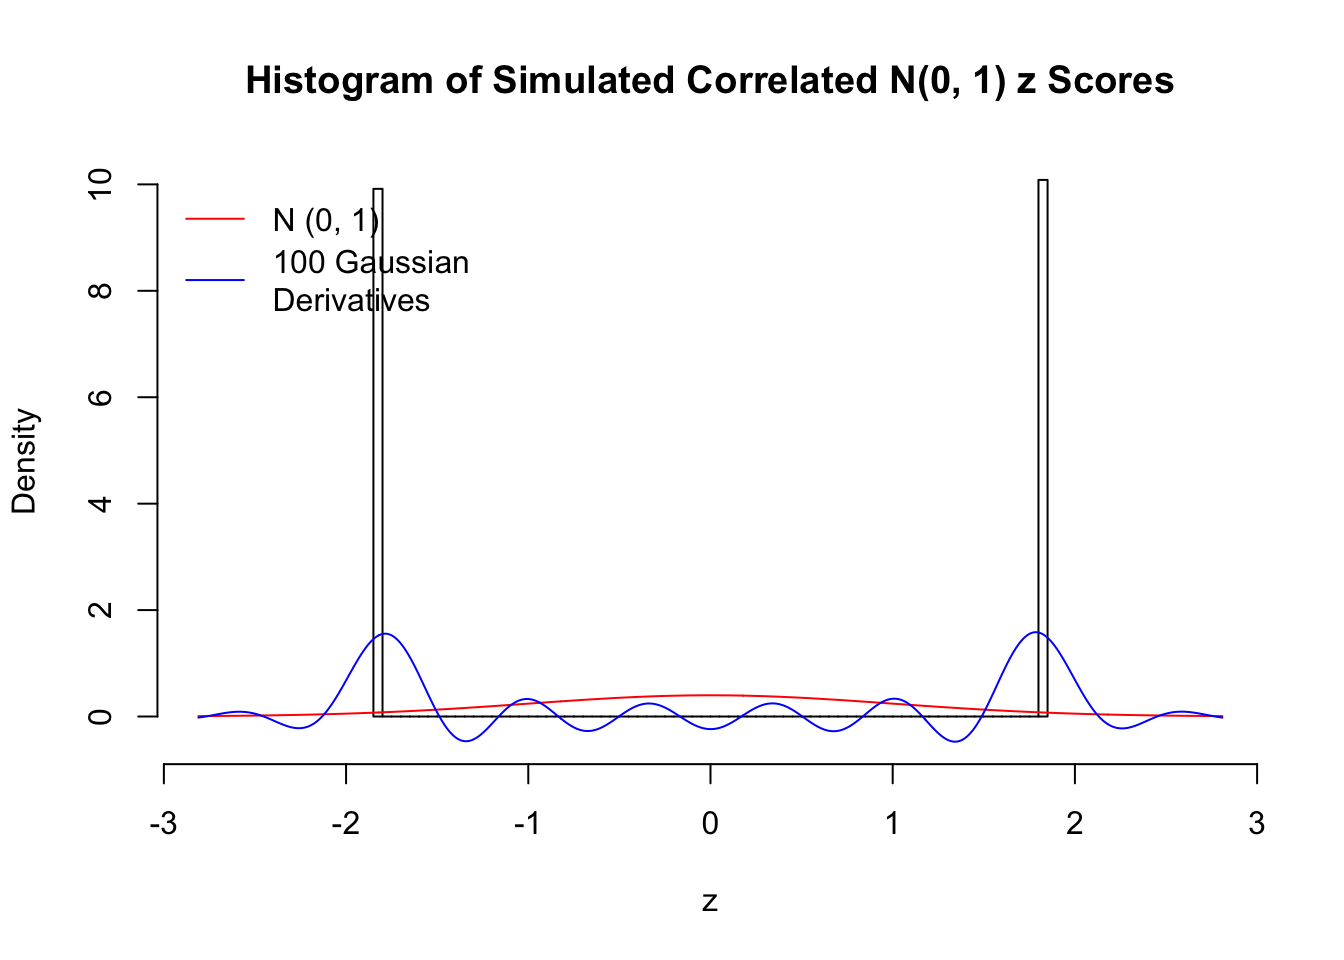 Histogram of Simulated Correlated N(0, 1) z Scores
10
8
6
4
2
0
Density
N (0, 1)
100 Gaussian
Derivatives
-3 -2 -1 0 1 2 3
z